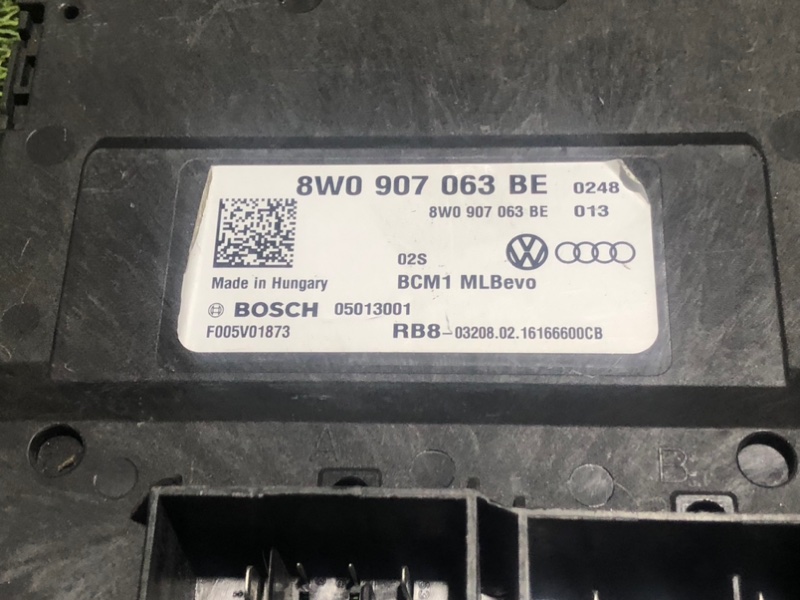 8W0 907 063 BE 0248
8W0 907 063 BE 013
02S
Made in Hungary BCM1 MLBevo
BOSCH 05013001
F005V01873 RB8-03208.02.16166600CB
A B